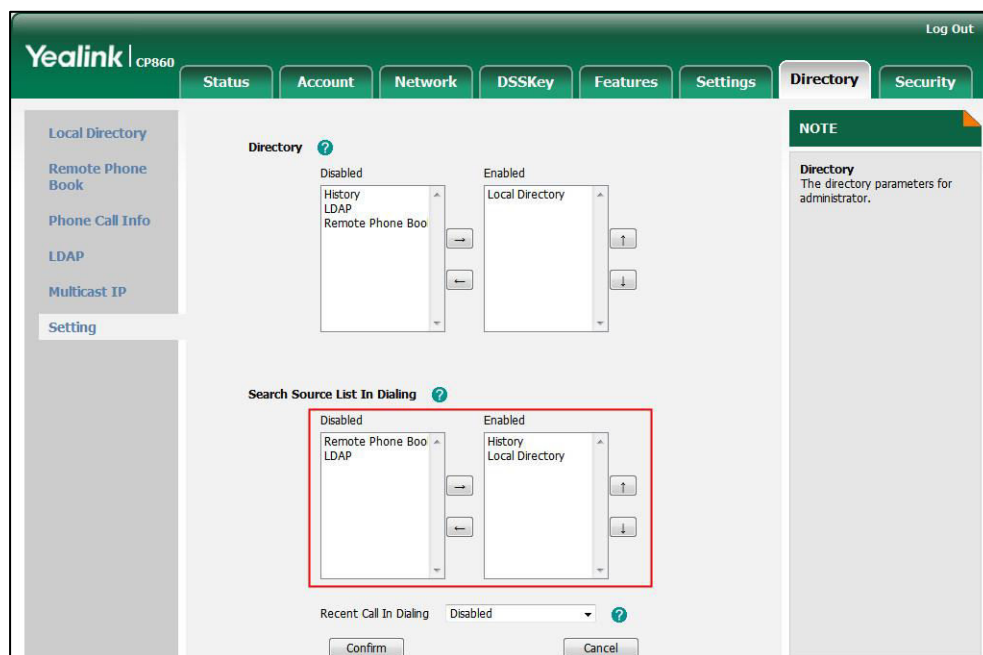 Log Out
Yealink CP860
Status Account Network DSSKey Features Settings Directory Security
Local Directory
Remote Phone
Book
Phone Call Info
LDAP
Multicast IP
Setting
Directory ?
Disabled Enabled
History
LDAP
Remote Phone Boo
Local Directory
→
←
↑
↓
Search Source List In Dialing ?
Disabled Enabled
Remote Phone Boo
LDAP
History
Local Directory
→
←
↑
↓
Recent Call In Dialing Disabled ?
Confirm Cancel
NOTE
Directory
The directory parameters for
administrator.